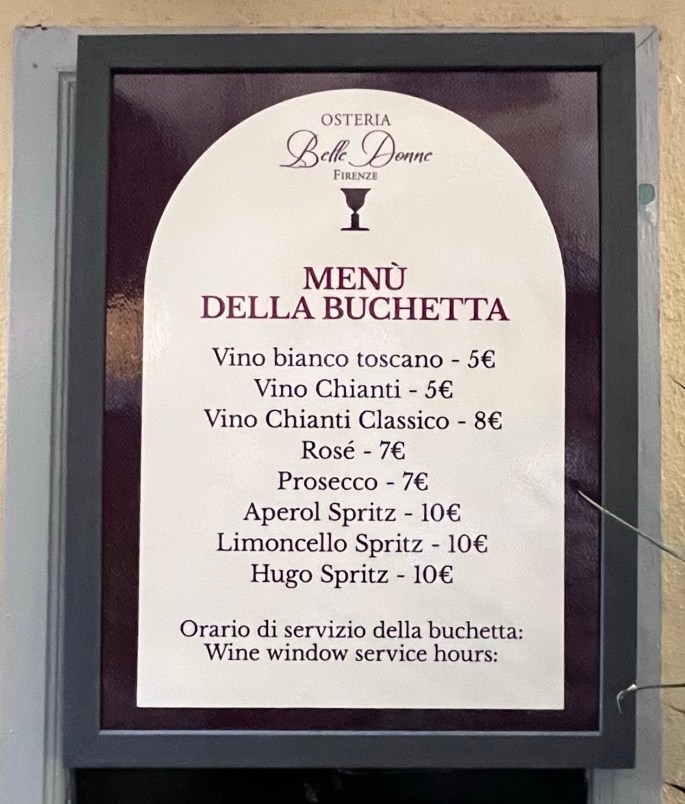 OSTERIA
Belle Donne
FIRENZE
MENÙ
DELLA BUCHETTA
Vino bianco toscano - 5€
Vino Chianti - 5€
Vino Chianti Classico - 8€
Rosé - 7€
Prosecco - 7€
Aperol Spritz - 10€
Limoncello Spritz - 10€
Hugo Spritz - 10€
Orario di servizio della buchetta:
Wine window service hours: